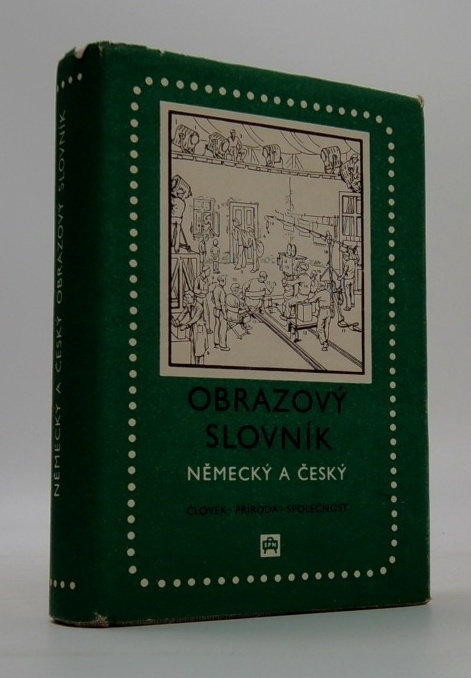 NĚMECKÝ A ČESKÝ OBRAZOVÝ SLOVNÍK
OBRAZOVÝ
SLOVNÍK
NĚMECKÝ A ČESKÝ
ČLOVĚK · PŘÍRODA · SPOLEČNOST
SPN